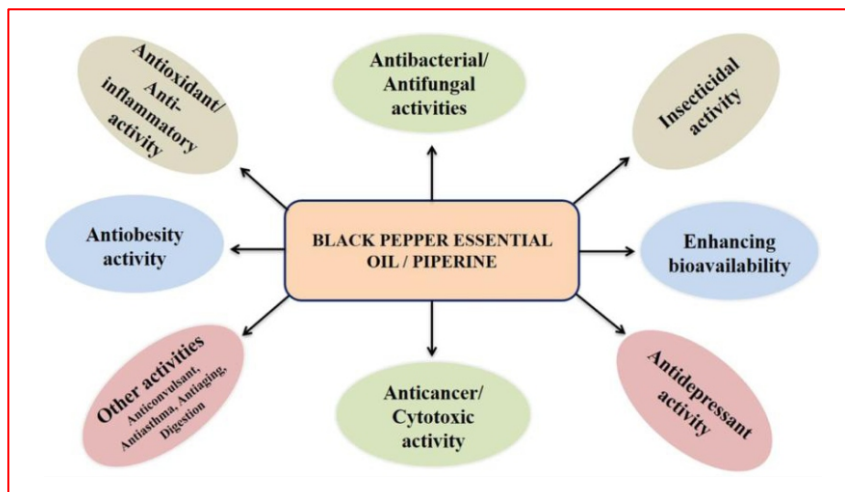 Antioxidant/
Anti-
inflammatory
activity
Antibacterial/
Antifungal
activities
Insecticidal
activity
Antiobesity
activity
BLACK PEPPER ESSENTIAL
OIL / PIPERINE
Enhancing
bioavailability
Other activities
Anticonvulsant,
Antiasthma, Antiaging,
Digestion
Anticancer/
Cytotoxic
activity
Antidepressant
activity